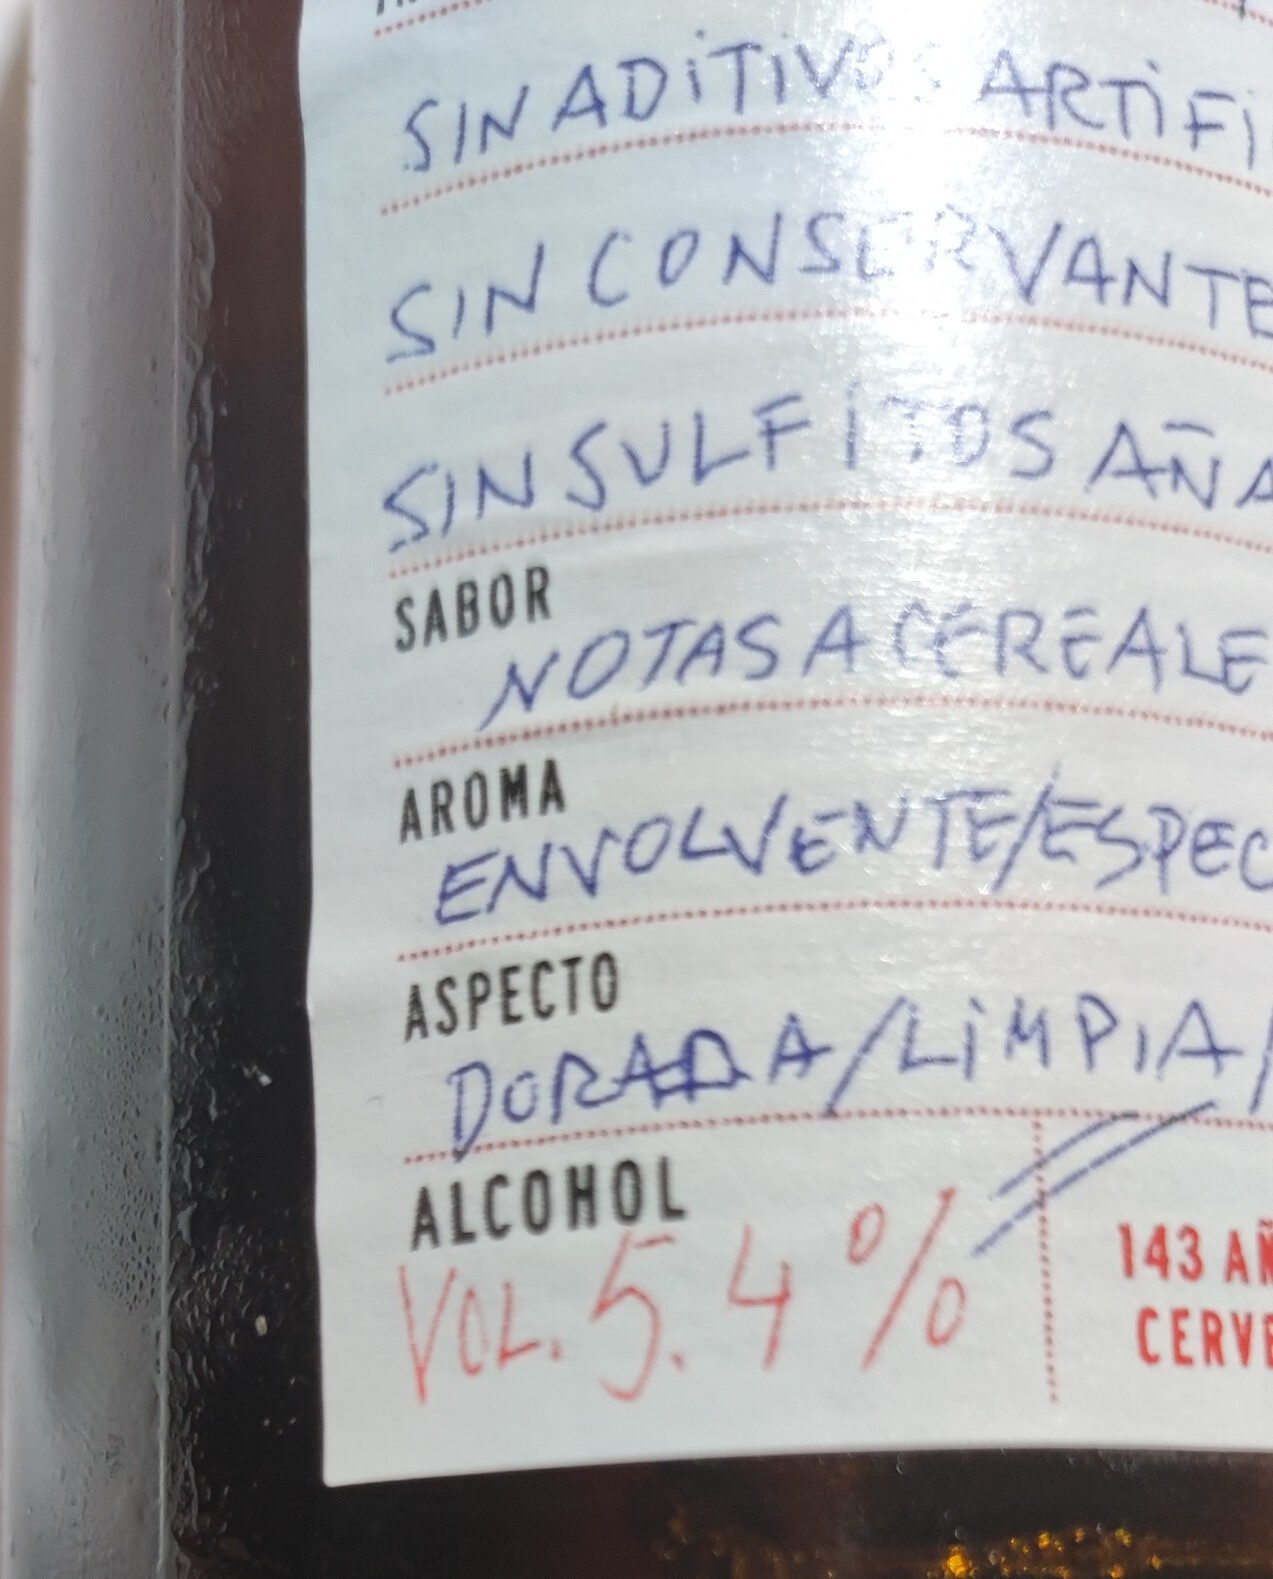 SIN ADITIVOS ARTIFI
SIN CONSERVANTE
SIN SULFITOS AÑA
SABOR
NOTAS A CEREALE
AROMA
ENVOLVENTE/ESPEC
ASPECTO
DORADA/LIMPIA/
ALCOHOL
VOL. 5.4%
143 AÑ
CERVE